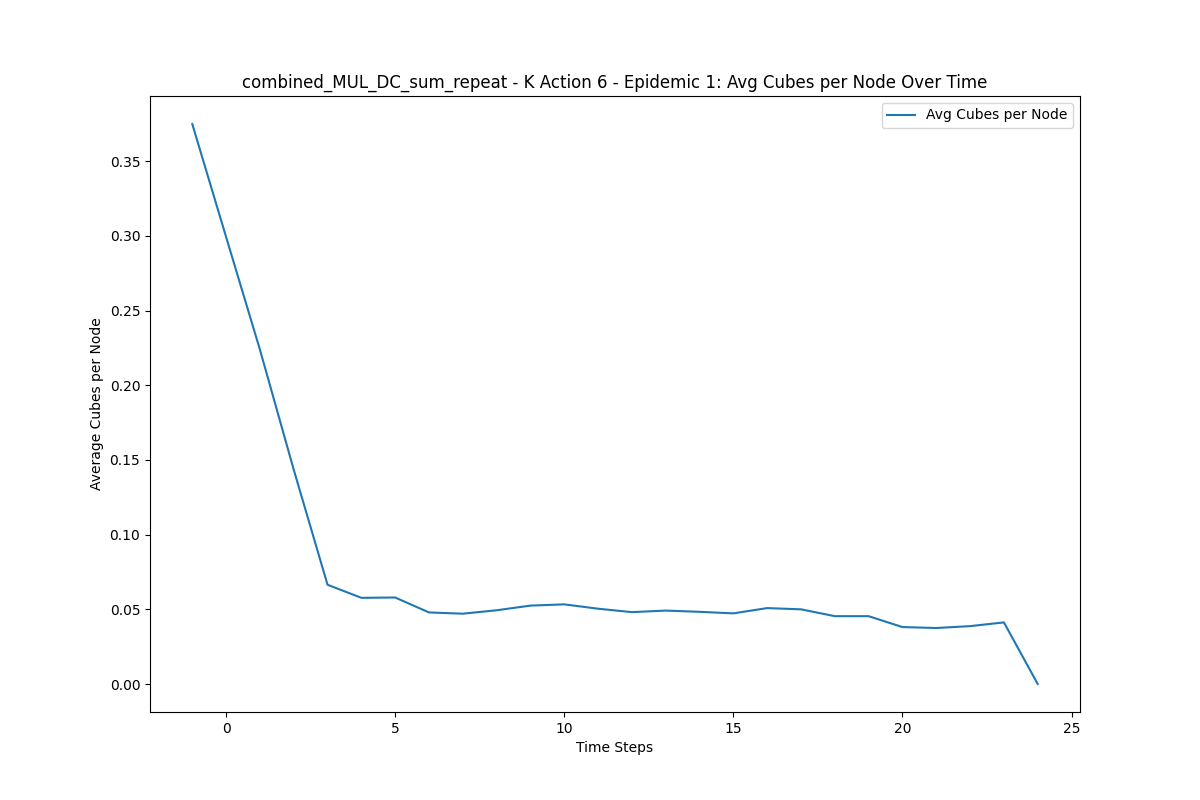 combined_MUL_DC_sum_repeat - K Action 6 - Epidemic 1: Avg Cubes per Node Over Time
Avg Cubes per Node
Average Cubes per Node
0.35
0.30
0.25
0.20
0.15
0.10
0.05
0.00
0 5 10 15 20 25
Time Steps